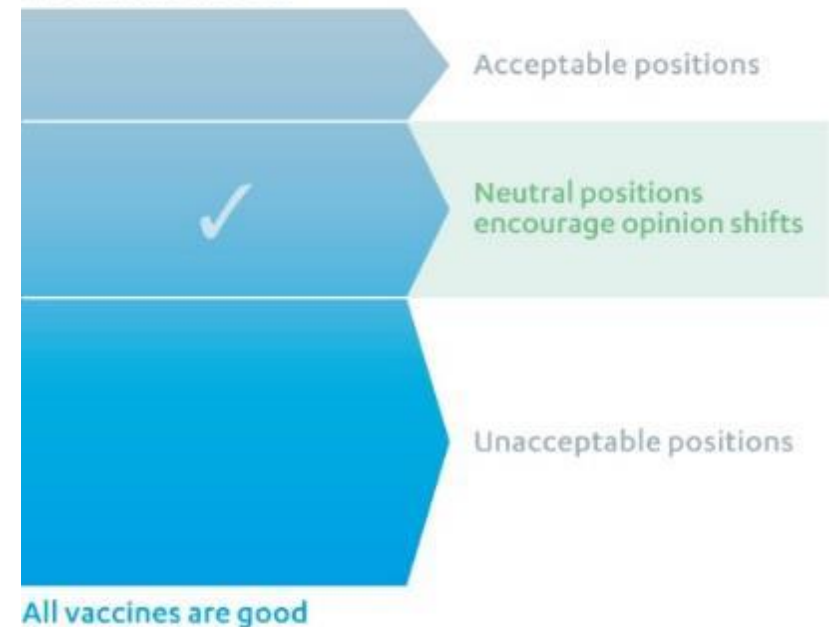 Acceptable positions
Neutral positions
encourage opinion shifts
Unacceptable positions
All vaccines are good